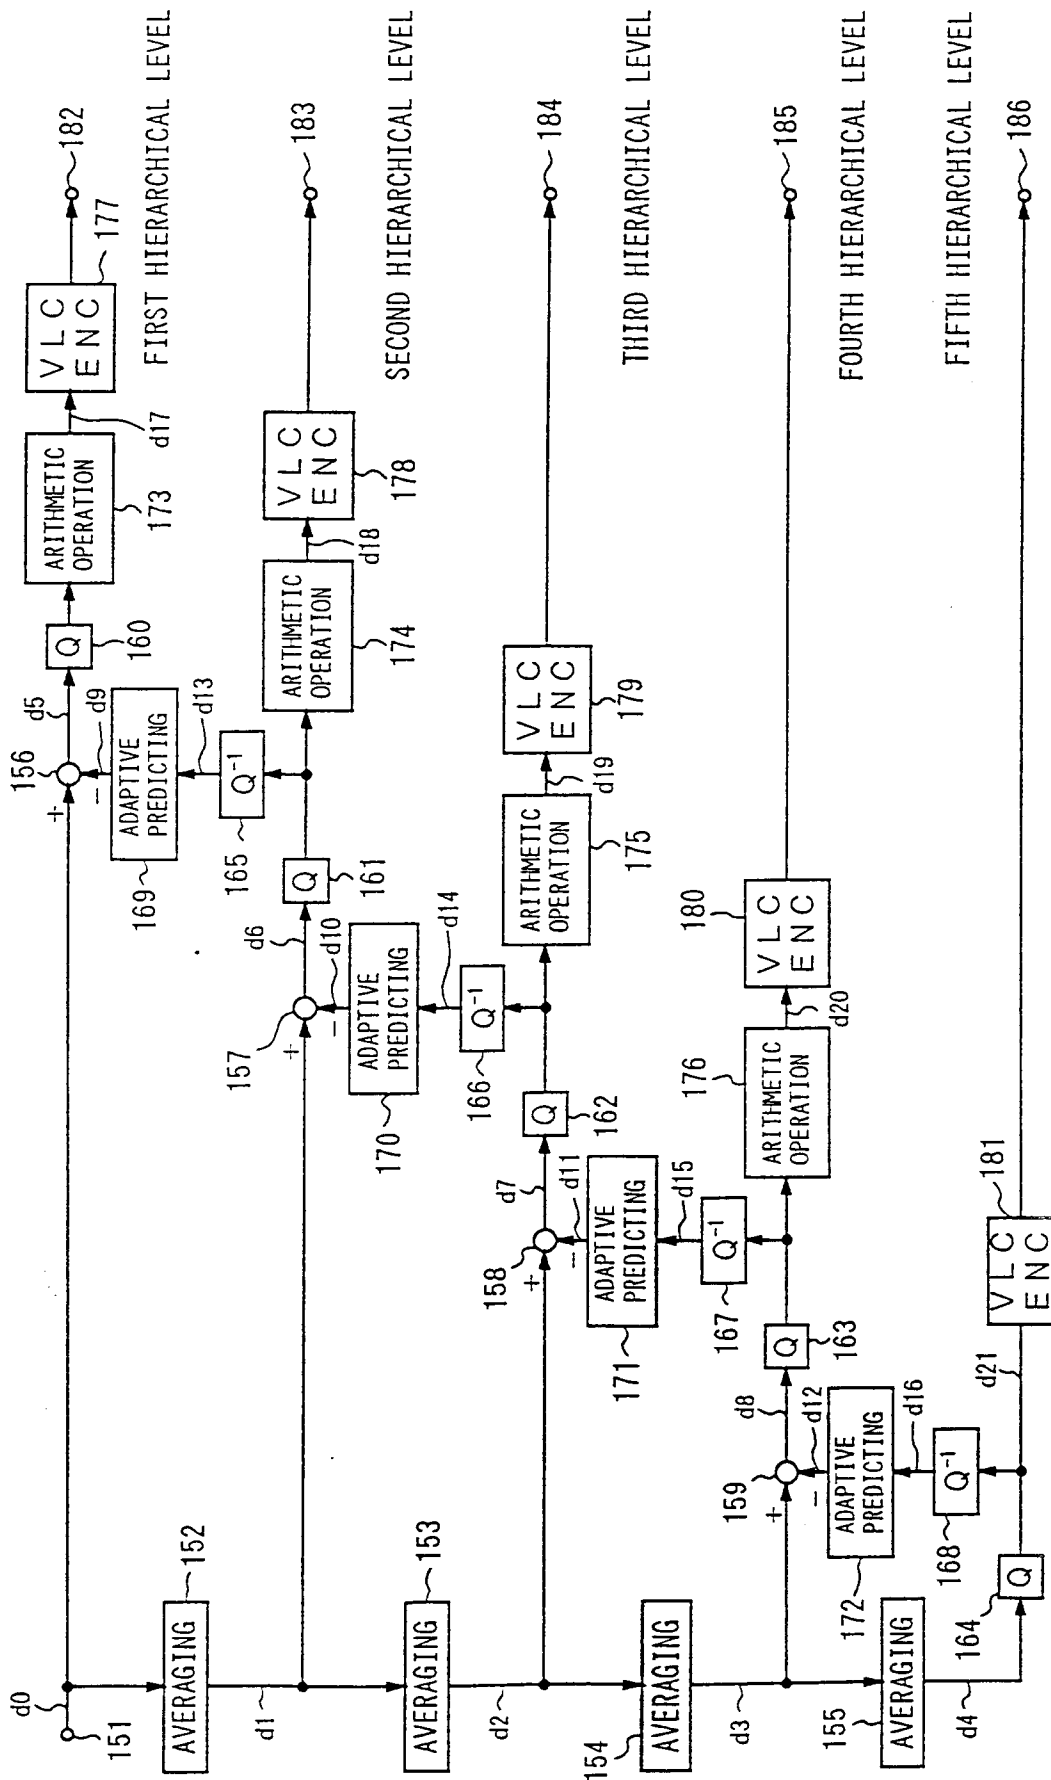 d0
151
+
156
−
d5
d9
Q
160
ARITHMETIC
OPERATION
173
d17
VLC
ENC
177
182
FIRST HIERARCHICAL LEVEL
AVERAGING
152
ADAPTIVE
PREDICTING
169
d13
Q⁻¹
165
d1
+
157
−
d6
d10
Q
161
ARITHMETIC
OPERATION
174
d18
VLC
ENC
178
183
SECOND HIERARCHICAL LEVEL
AVERAGING
153
ADAPTIVE
PREDICTING
170
d14
Q⁻¹
166
d2
+
158
−
d7
d11
Q
162
ARITHMETIC
OPERATION
175
d19
VLC
ENC
179
184
THIRD HIERARCHICAL LEVEL
AVERAGING
154
ADAPTIVE
PREDICTING
171
d15
Q⁻¹
167
d3
+
159
−
d8
d12
Q
163
ARITHMETIC
OPERATION
176
d20
VLC
ENC
180
185
FOURTH HIERARCHICAL LEVEL
AVERAGING
155
ADAPTIVE
PREDICTING
172
d16
Q⁻¹
168
d4
Q
164
d21
VLC
ENC
181
186
FIFTH HIERARCHICAL LEVEL